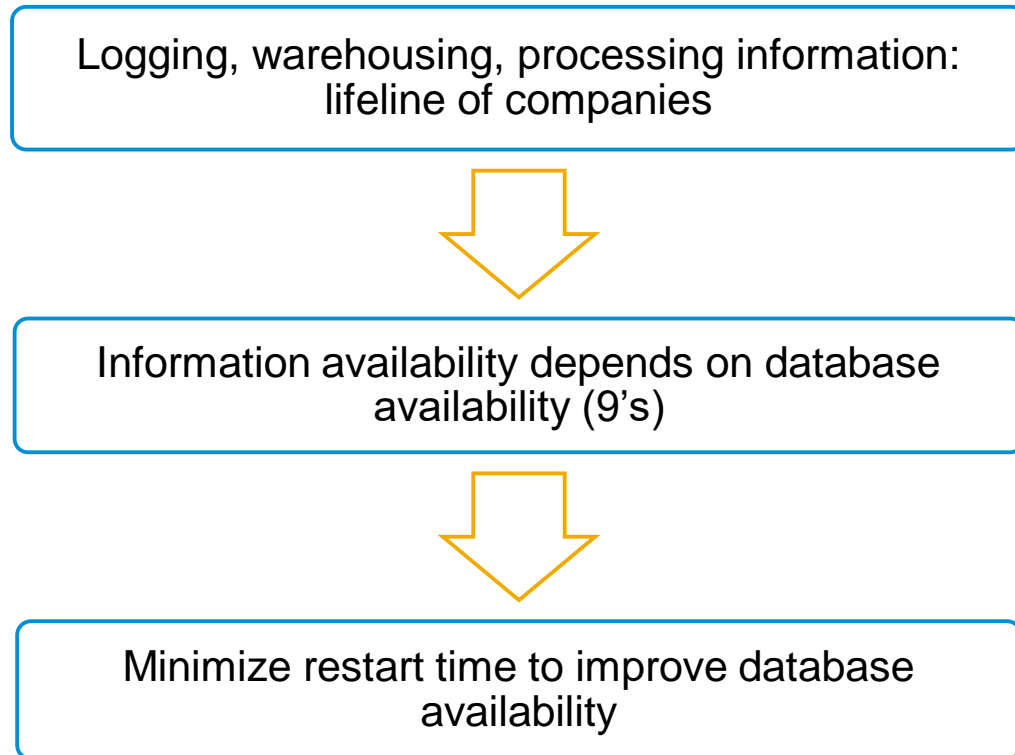 Logging, warehousing, processing information:
lifeline of companies
Information availability depends on database
availability (9’s)
Minimize restart time to improve database
availability